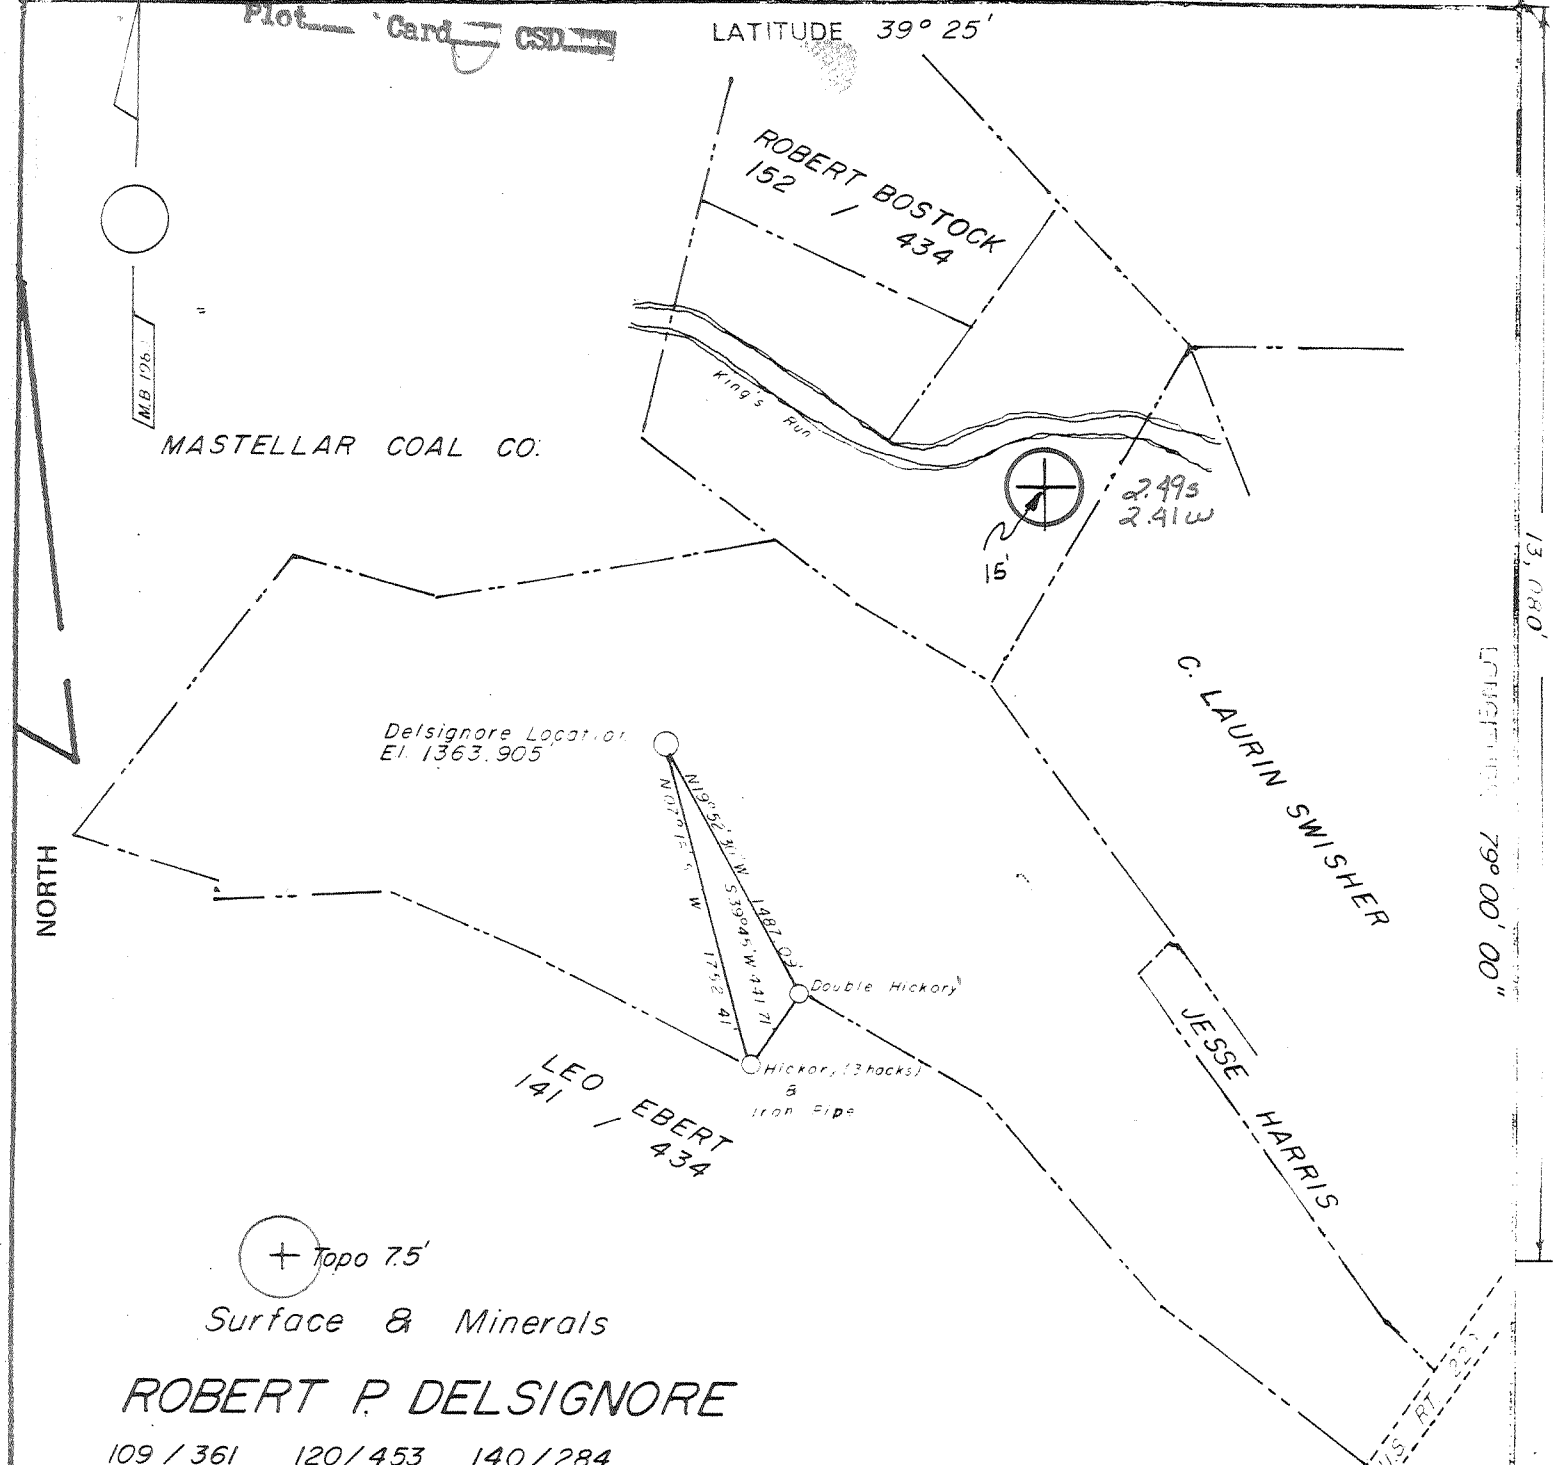 Plot Card CSD
LATITUDE 39° 25'
ROBERT BOSTOCK
152 / 434
King's Run
MASTELLAR COAL CO.
2.49s
2.41w
15'
13,080'
79° 00' 00"
C. LAURIN SWISHER
Delsignore Location
El. 1363.905'
NORTH
N19°52'30"W 1487.07'
S39°45'W 441.71'
W 1752.41'
Double Hickory
Hickory (3 hacks)
&
Iron Pipe
JESSE HARRIS
LEO EBERT
141 / 434
Topo 7.5'
Surface & Minerals
ROBERT P. DELSIGNORE
109 / 361 120 / 453 140 / 284
U.S. RT.